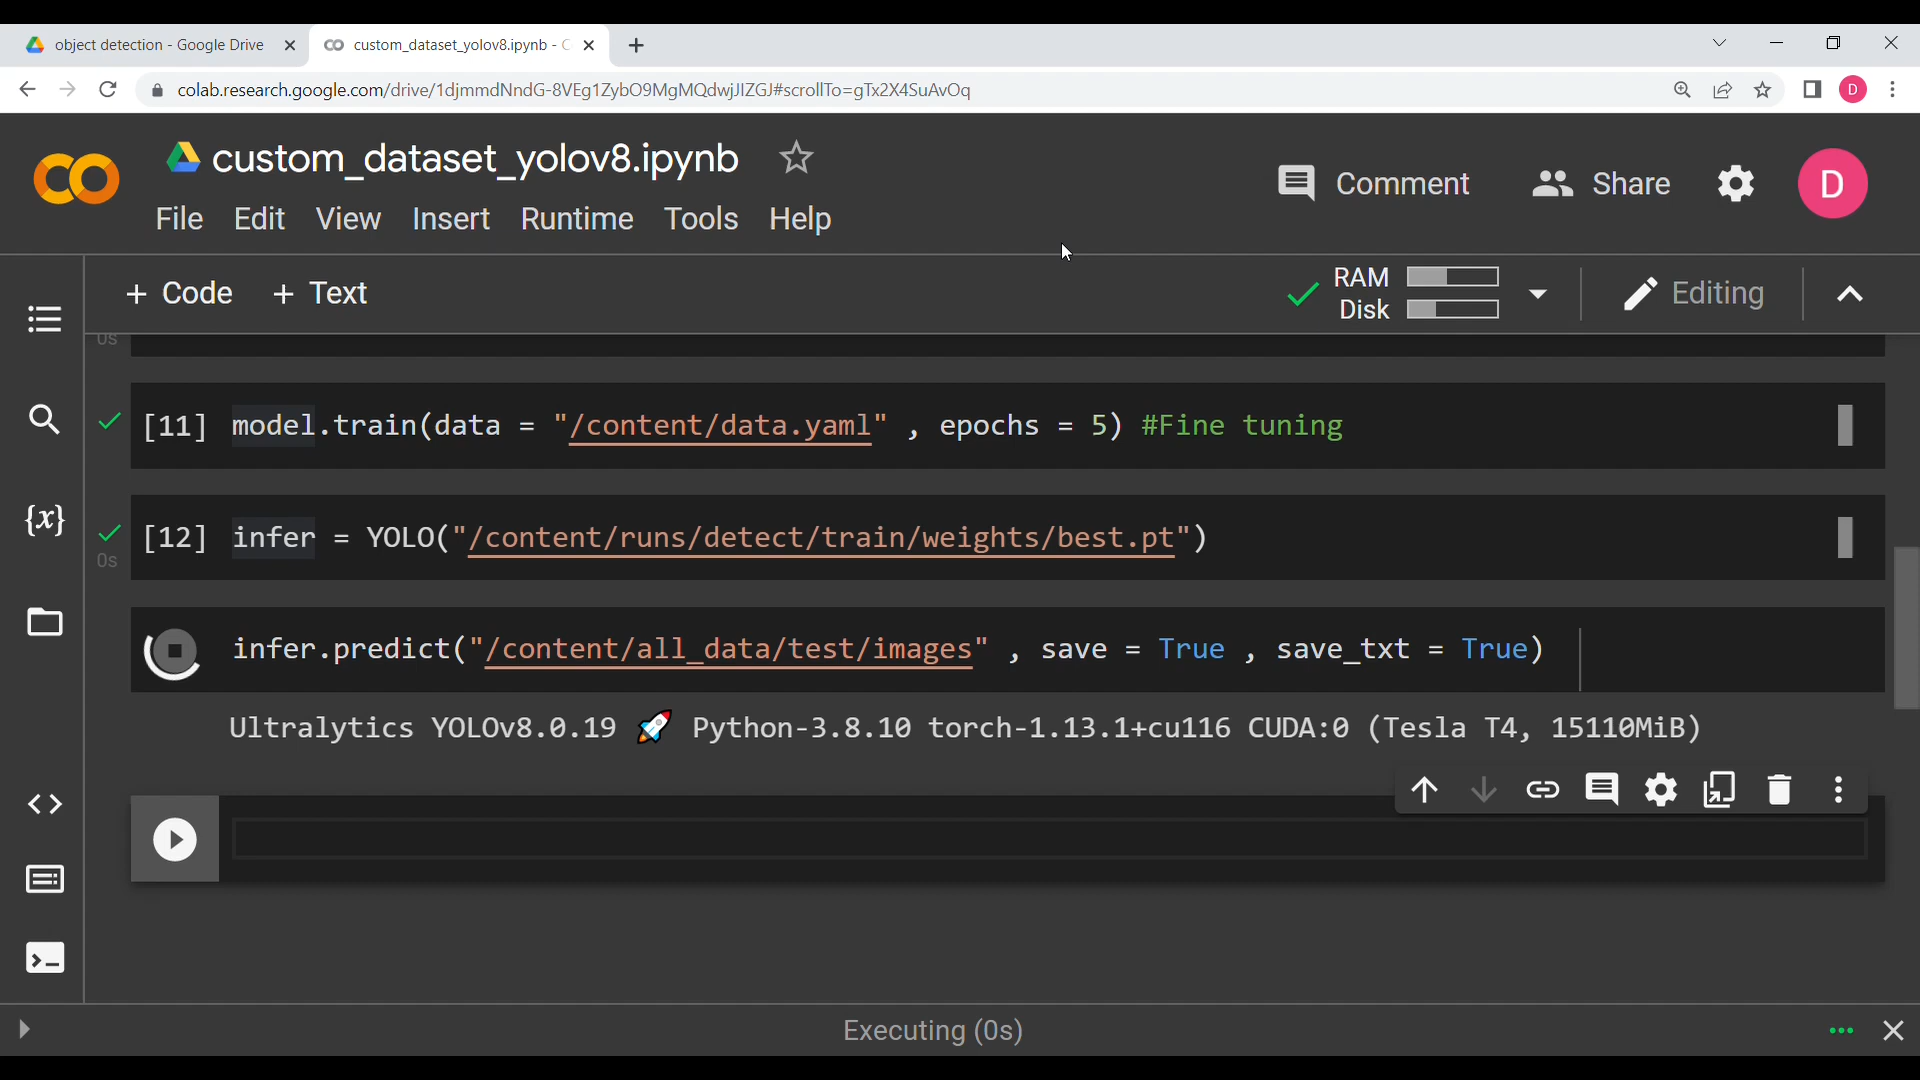 object detection - Google Drive
custom_dataset_yolov8.ipynb - C
colab.research.google.com/drive/1djmmdNndG-8VEg1ZybO9MgMQdwjJIZGJ#scrollTo=gTx2X4SuAvOq
D
custom_dataset_yolov8.ipynb
Comment
Share
D
File Edit View Insert Runtime Tools Help
+ Code + Text
RAM
Disk
Editing
0s
[11] model.train(data = "/content/data.yaml" , epochs = 5) #Fine tuning
{x}
[12] infer = YOLO("/content/runs/detect/train/weights/best.pt")
0s
infer.predict("/content/all_data/test/images" , save = True , save_txt = True)
Ultralytics YOLOv8.0.19 🚀 Python-3.8.10 torch-1.13.1+cu116 CUDA:0 (Tesla T4, 15110MiB)
Executing (0s)